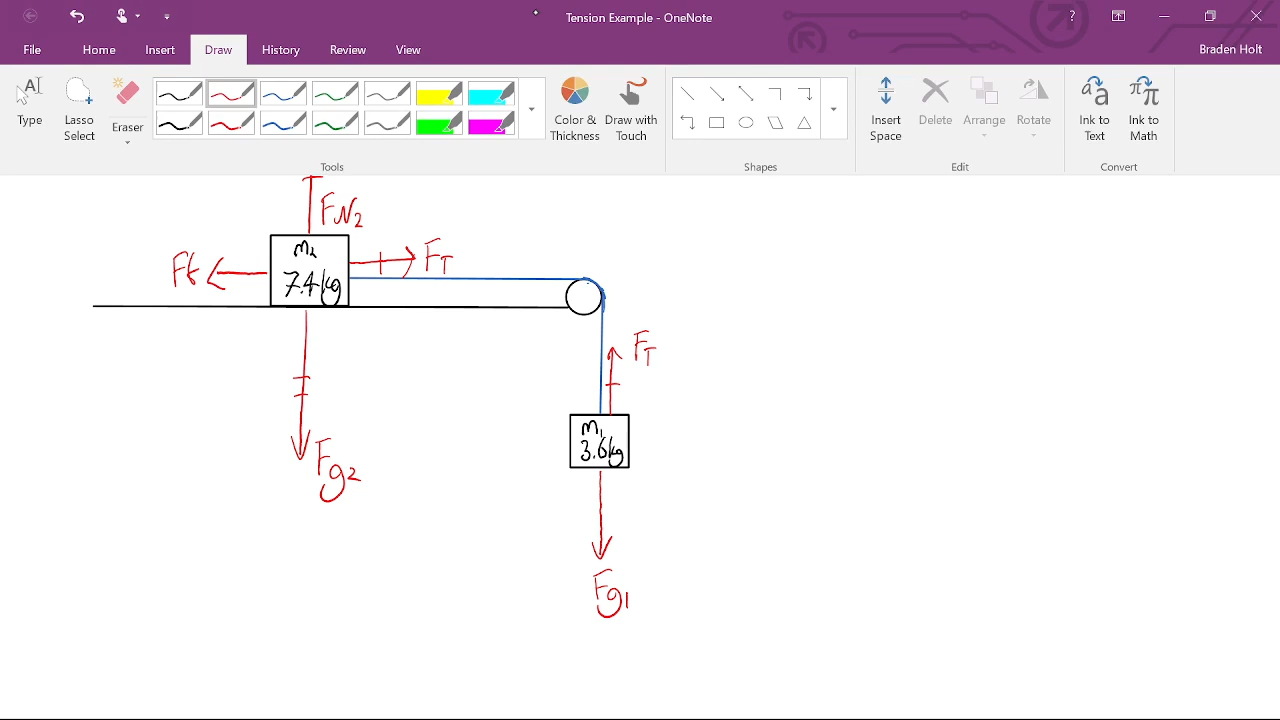 Tension Example - OneNote
?
File Home Insert Draw History Review View
Braden Holt
Type
Lasso Select
Eraser
Color & Thickness
Draw with Touch
Insert Space
Delete
Arrange
Rotate
Ink to Text
Ink to Math
Tools
Shapes
Edit
Convert
FN2
m2
7.4kg
Ff
FT
FT
m1
3.6kg
Fg2
Fg1